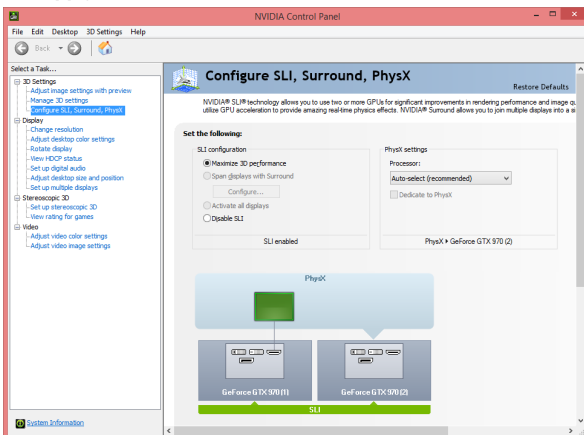 NVIDIA Control Panel
File Edit Desktop 3D Settings Help
Back
Select a Task...
3D Settings
Adjust image settings with preview
Manage 3D settings
Configure SLI, Surround, PhysX
Display
Change resolution
Adjust desktop color settings
Rotate display
View HDCP status
Set up digital audio
Adjust desktop size and position
Set up multiple displays
Stereoscopic 3D
Set up stereoscopic 3D
View rating for games
Video
Adjust video color settings
Adjust video image settings
System Information
Configure SLI, Surround, PhysX
Restore Defaults
NVIDIA® SLI® technology allows you to use two or more GPUs for significant improvements in rendering performance and image qu
utilize GPU acceleration to provide amazing real-time physics effects. NVIDIA® Surround allows you to join multiple displays into a si
Set the following:
SLI configuration
Maximize 3D performance
Span displays with Surround
Configure...
Activate all displays
Disable SLI
SLI enabled
PhysX settings
Processor:
Auto-select (recommended)
Dedicate to PhysX
PhysX ▸ GeForce GTX 970 (2)
PhysX
GeForce GTX 970 (1)
GeForce GTX 970 (2)
SLI